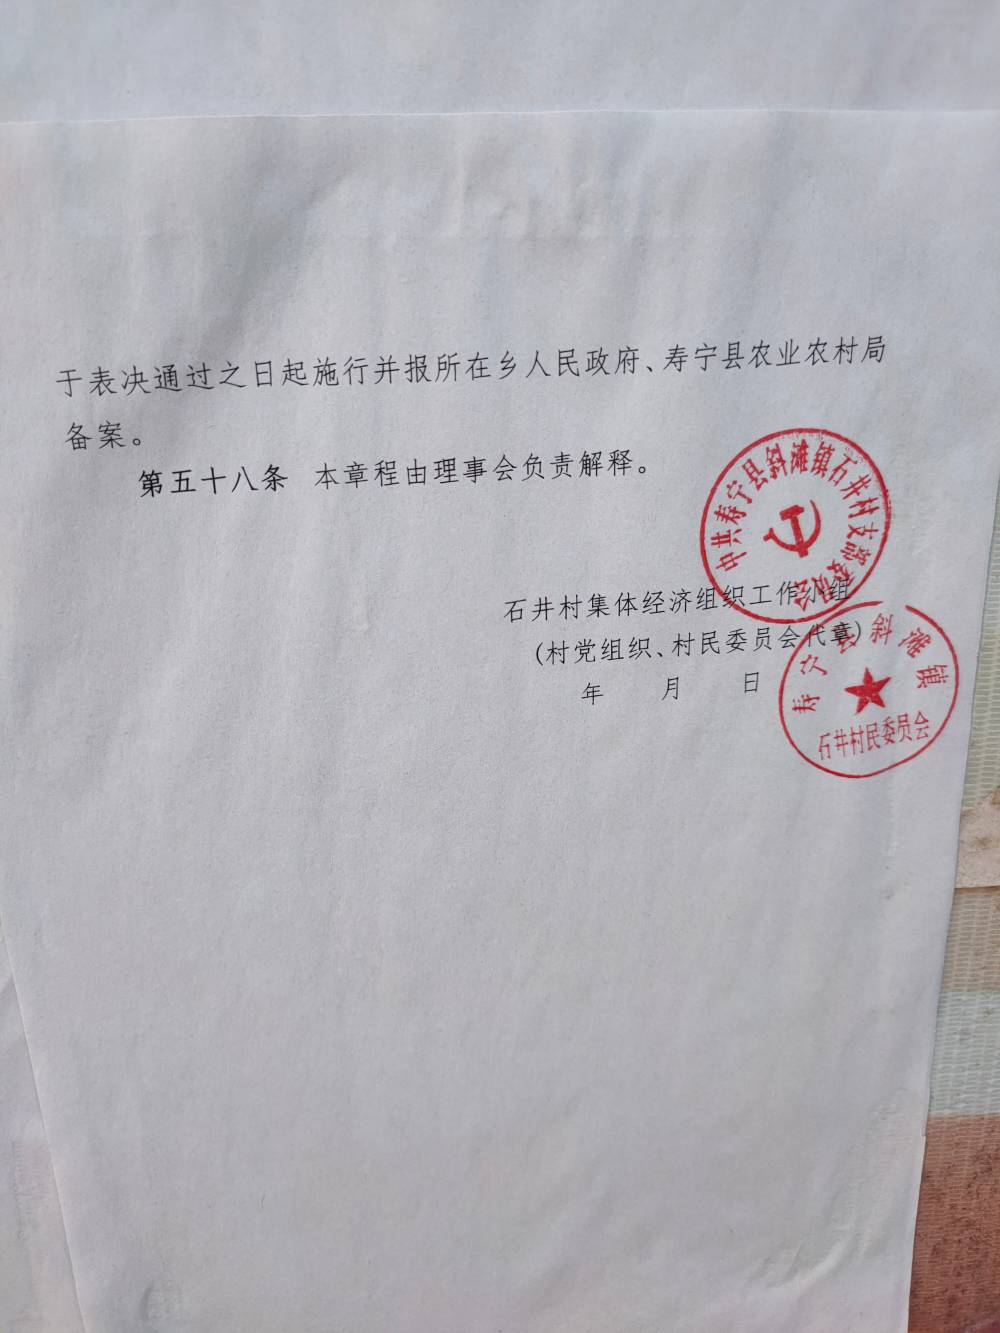 于表决通过之日起施行并报所在乡人民政府、寿宁县农业农村局
备案。
第五十八条 本章程由理事会负责解释。
中共寿宁县斜滩镇石井村支部委员会
石井村集体经济组织工作小组
(村党组织、村民委员会代章)
年 月 日
寿宁县斜滩镇
石井村民委员会